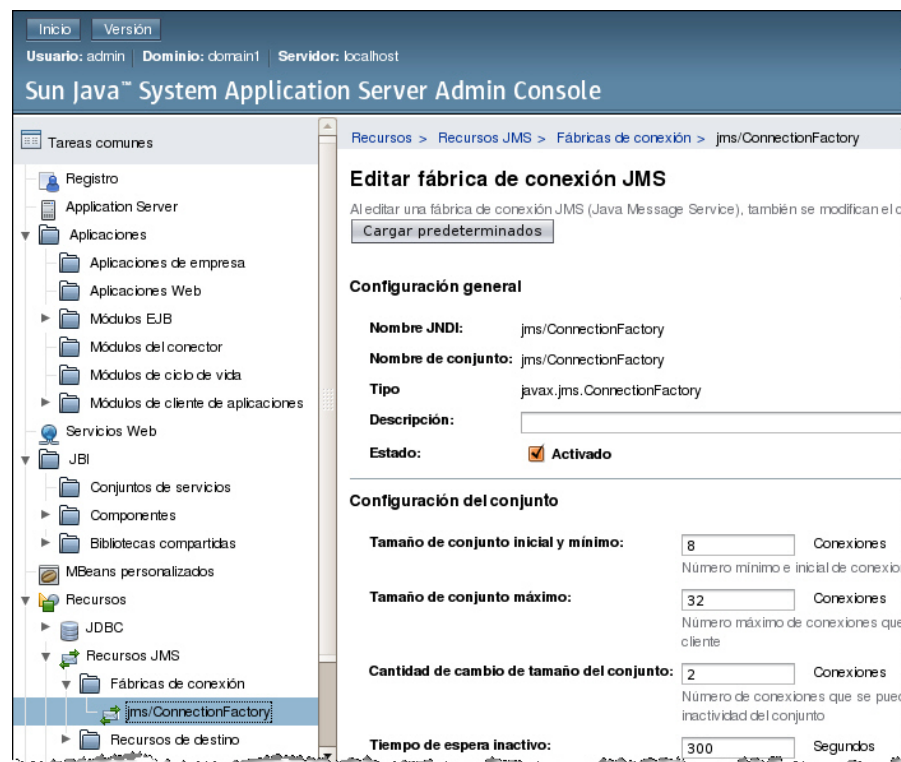 Inicio Versión
Usuario: admin Dominio: domain1 Servidor: localhost
Sun Java™ System Application Server Admin Console
Tareas comunes
Registro
Application Server
Aplicaciones
Aplicaciones de empresa
Aplicaciones Web
Módulos EJB
Módulos del conector
Módulos de ciclo de vida
Módulos de cliente de aplicaciones
Servicios Web
JBI
Conjuntos de servicios
Componentes
Bibliotecas compartidas
MBeans personalizados
Recursos
JDBC
Recursos JMS
Fábricas de conexión
jms/ConnectionFactory
Recursos de destino
Recursos > Recursos JMS > Fábricas de conexión > jms/ConnectionFactory
Editar fábrica de conexión JMS
Al editar una fábrica de conexión JMS (Java Message Service), también se modifican el
Cargar predeterminados
Configuración general
Nombre JNDI: jms/ConnectionFactory
Nombre de conjunto: jms/ConnectionFactory
Tipo javax.jms.ConnectionFactory
Descripción:
Estado: Activado
Configuración del conjunto
Tamaño de conjunto inicial y mínimo: 8 Conexiones
Número mínimo e inicial de conexio
Tamaño de conjunto máximo: 32 Conexiones
Número máximo de conexiones que
cliente
Cantidad de cambio de tamaño del conjunto: 2 Conexiones
Número de conexiones que se pued
inactividad del conjunto
Tiempo de espera inactivo: 300 Segundos